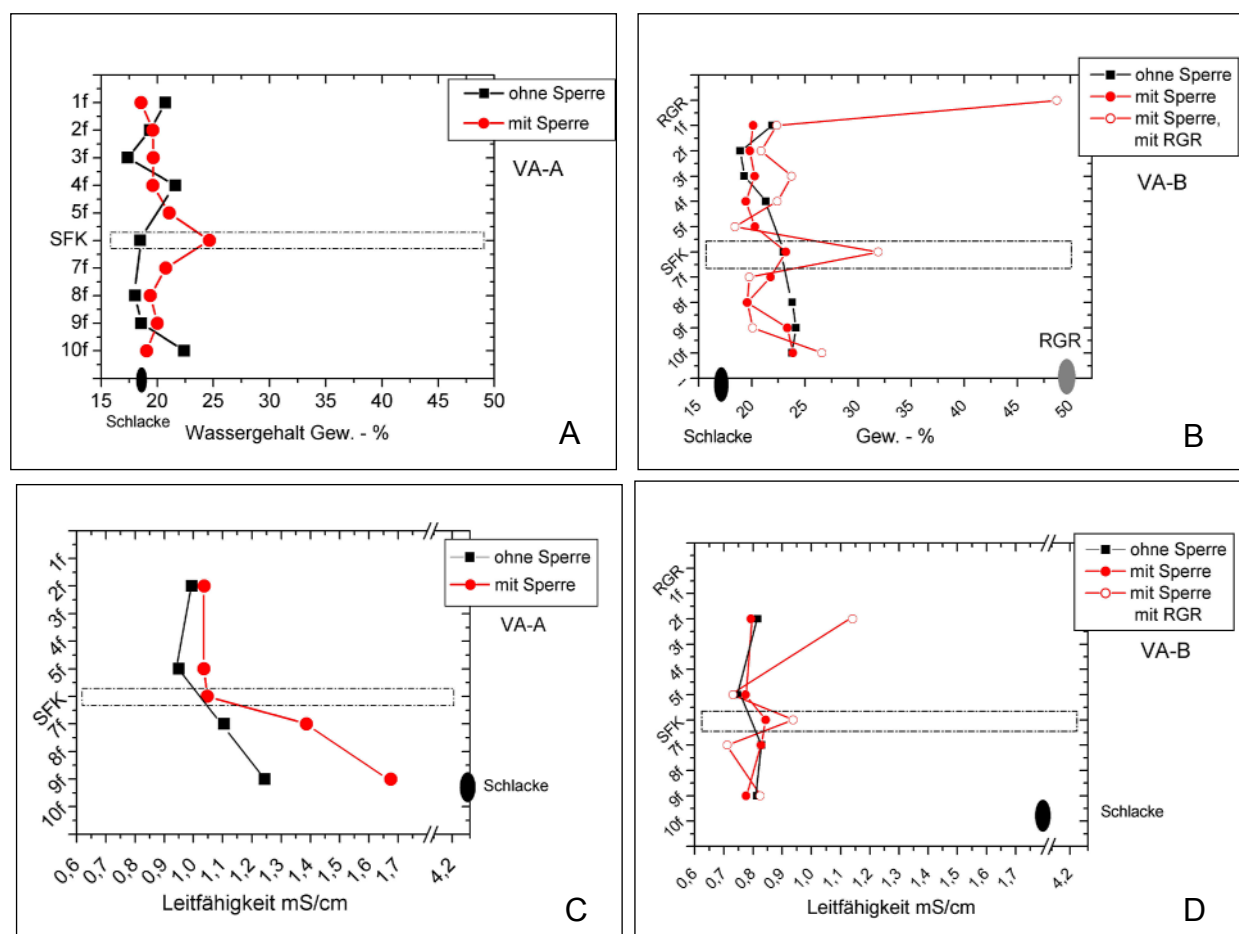 ohne Sperre
mit Sperre
VA-A
1f
2f
3f
4f
5f
SFK
7f
8f
9f
10f
15 20 25 30 35 40 45 50
Schlacke
Wassergehalt Gew. - %
A
ohne Sperre
mit Sperre
mit Sperre,
mit RGR
VA-B
RGR
1f
2f
3f
4f
5f
SFK
7f
8f
9f
10f
--
RGR
15 20 25 30 35 40 45 50
Schlacke
Gew. - %
B
ohne Sperre
mit Sperre
VA-A
1f
2f
3f
4f
5f
SFK
7f
8f
9f
10f
Schlacke
0,6 0,7 0,8 0,9 1,0 1,1 1,2 1,3 1,4 1,5 1,6 1,7 4,2
Leitfähigkeit mS/cm
C
ohne Sperre
mit Sperre
mit Sperre
mit RGR
VA-B
RGR
1f
2f
3f
4f
5f
SFK
7f
8f
9f
10f
Schlacke
0,6 0,7 0,8 0,9 1,0 1,1 1,2 1,3 1,4 1,5 1,6 1,7 4,2
Leitfähigkeit mS/cm
D